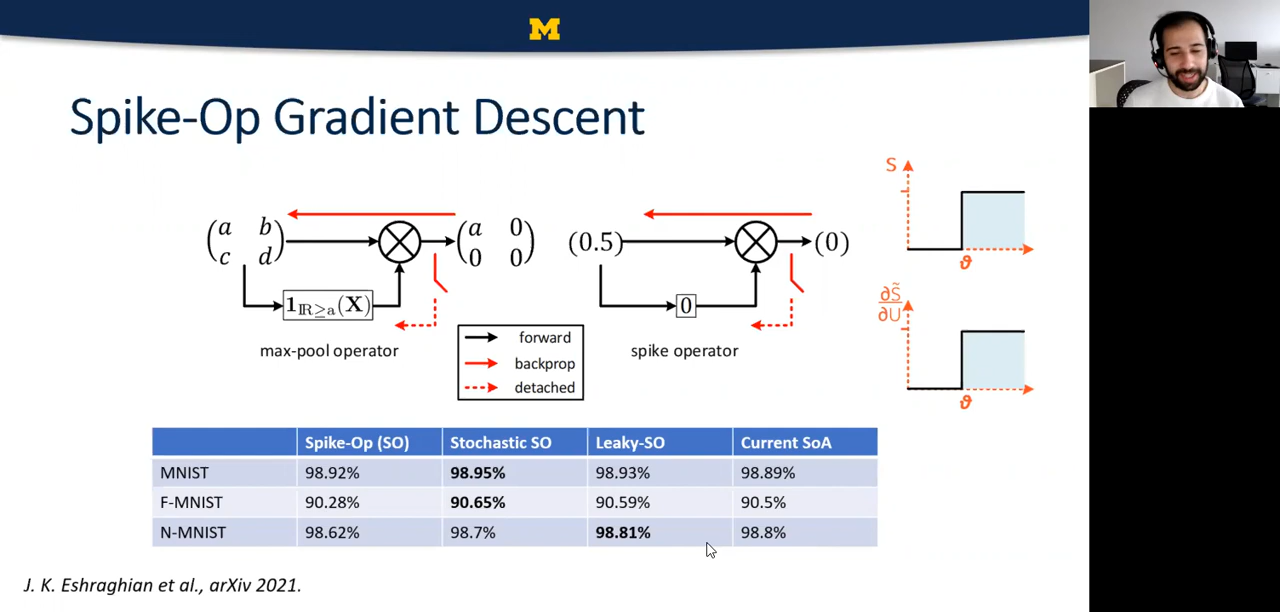 M
Spike-Op Gradient Descent
(a b
c d)
(a 0
0 0)
1_{ℝ≥a}(X)
max-pool operator
(0.5)
(0)
0
spike operator
forward
backprop
detached
S
ϑ
∂S̃
∂U
ϑ
Spike-Op (SO) Stochastic SO Leaky-SO Current SoA
MNIST 98.92% 98.95% 98.93% 98.89%
F-MNIST 90.28% 90.65% 90.59% 90.5%
N-MNIST 98.62% 98.7% 98.81% 98.8%
J. K. Eshraghian et al., arXiv 2021.